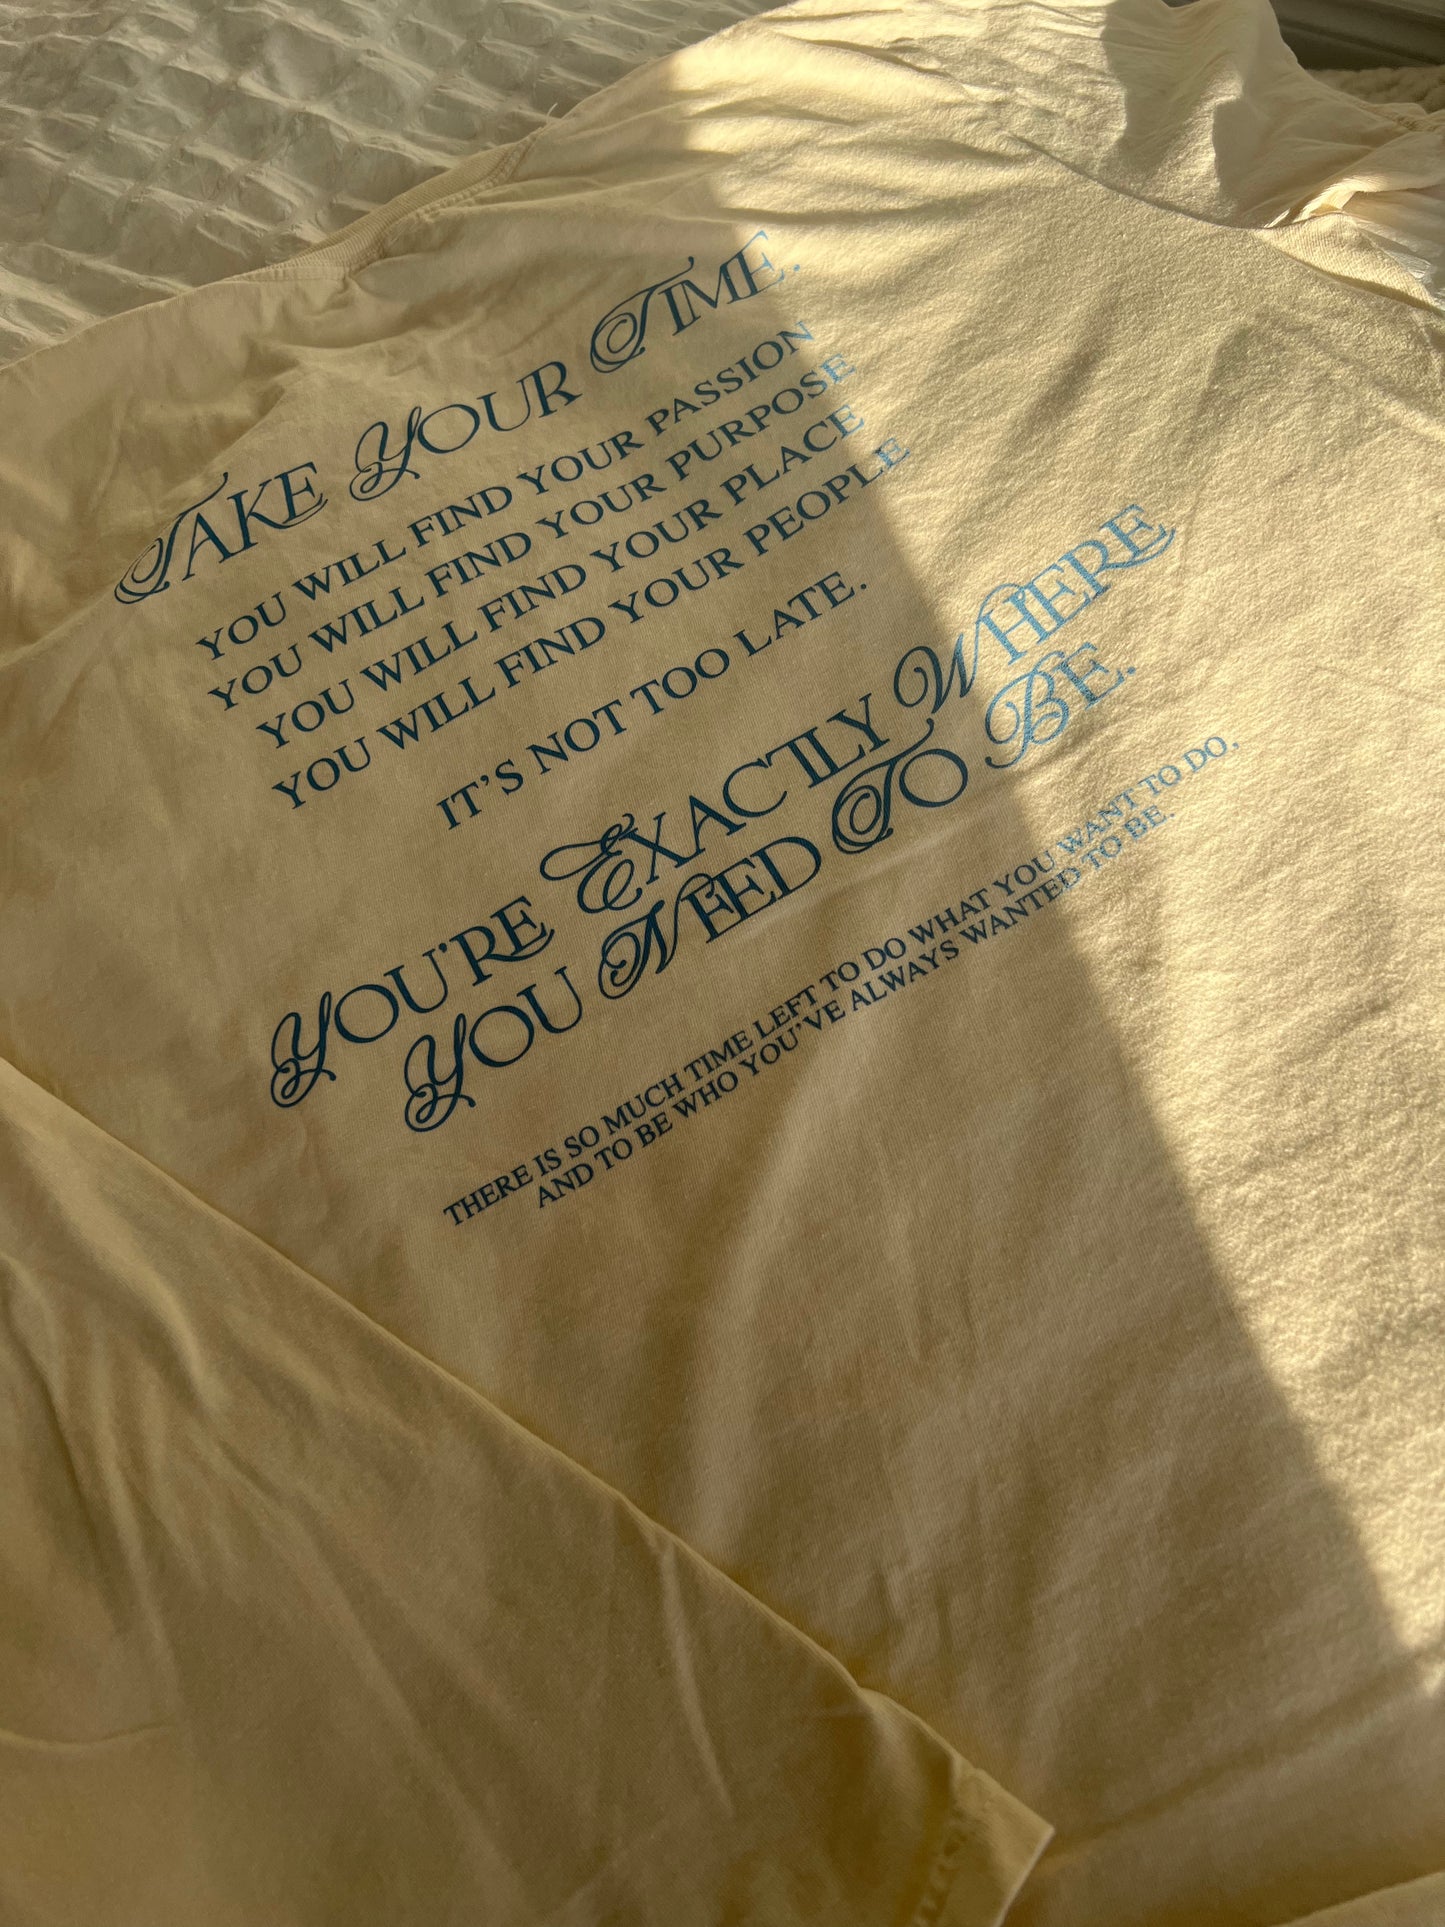 TAKE YOUR TIME.
YOU WILL FIND YOUR PASSION
YOU WILL FIND YOUR PURPOSE
YOU WILL FIND YOUR PLACE
YOU WILL FIND YOUR PEOPLE
IT'S NOT TOO LATE.
YOU'RE EXACTLY WHERE
YOU NEED TO BE.
THERE IS SO MUCH TIME LEFT TO DO WHAT YOU WANT TO DO.
AND TO BE WHO YOU'VE ALWAYS WANTED TO BE.